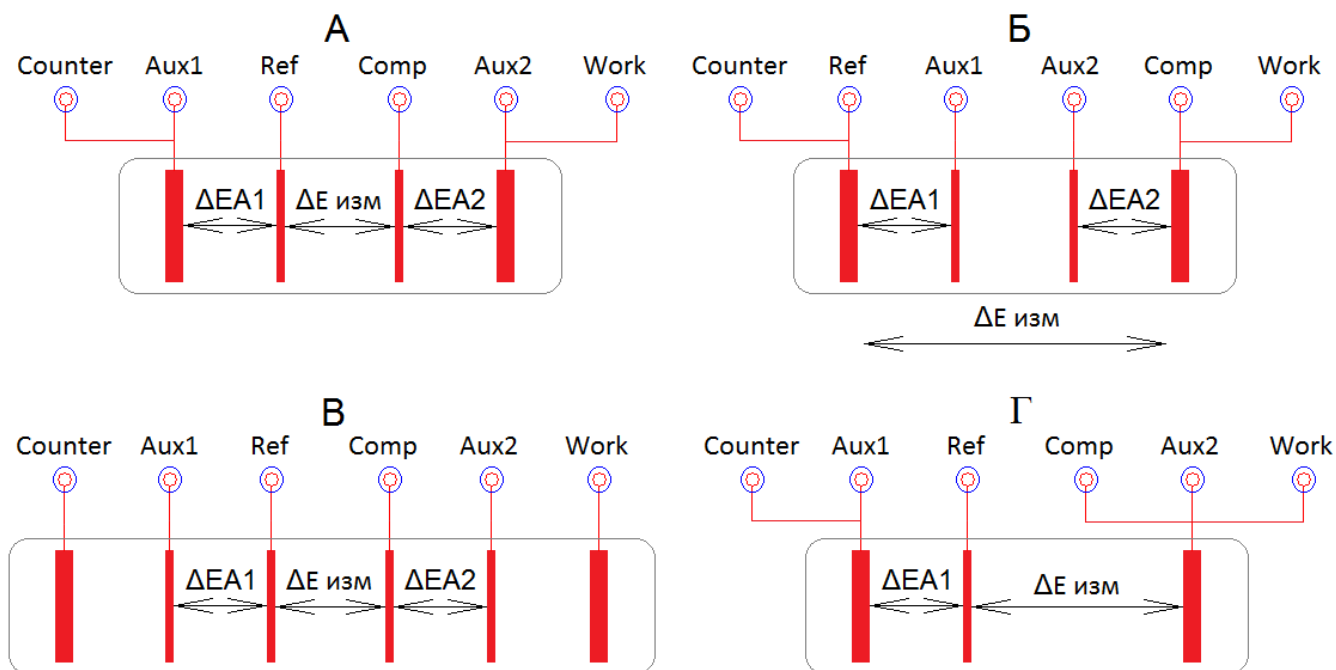 А
Counter Aux1 Ref Comp Aux2 Work
ΔEA1 ΔE изм ΔEA2
Б
Counter Ref Aux1 Aux2 Comp Work
ΔEA1 ΔEA2
ΔE изм
В
Counter Aux1 Ref Comp Aux2 Work
ΔEA1 ΔE изм ΔEA2
Г
Counter Aux1 Ref Comp Aux2 Work
ΔEA1 ΔE изм